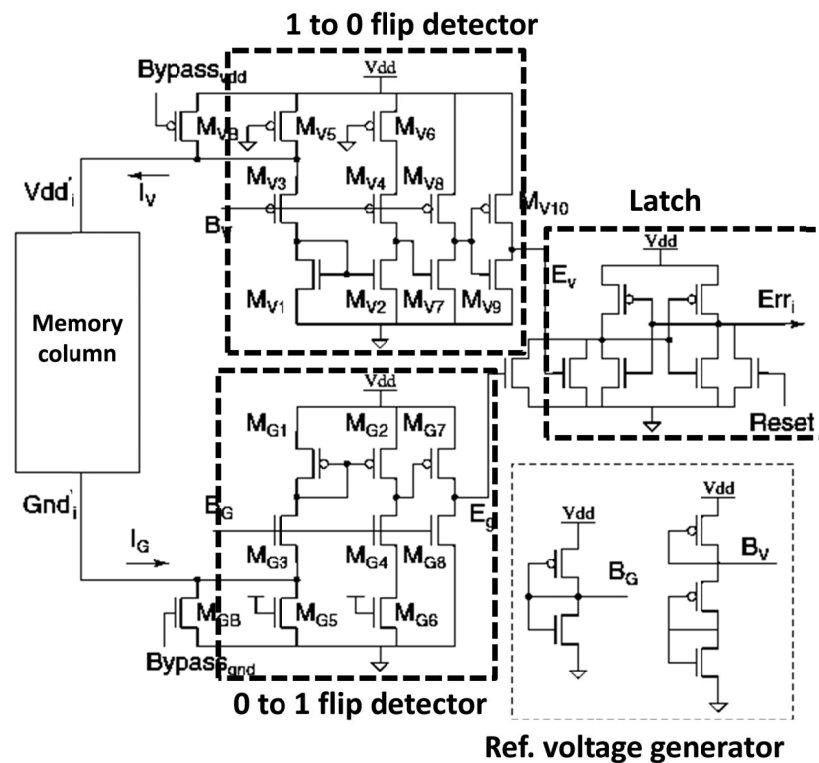 1 to 0 flip detector
Bypass_vdd
Vdd
M_VB
M_V5
M_V6
M_V3
M_V4
M_V8
Vdd'_i
I_V
B_v
M_V10
Latch
Vdd
M_V1
M_V2
M_V7
M_V9
E_v
Err_i
Memory
column
Reset
Vdd
M_G1
M_G2
M_G7
Gnd'_i
B_G
E_g
I_G
M_G3
M_G4
M_G8
M_GB
M_G5
M_G6
Bypass_gnd
0 to 1 flip detector
Vdd
Vdd
B_G
B_V
Ref. voltage generator